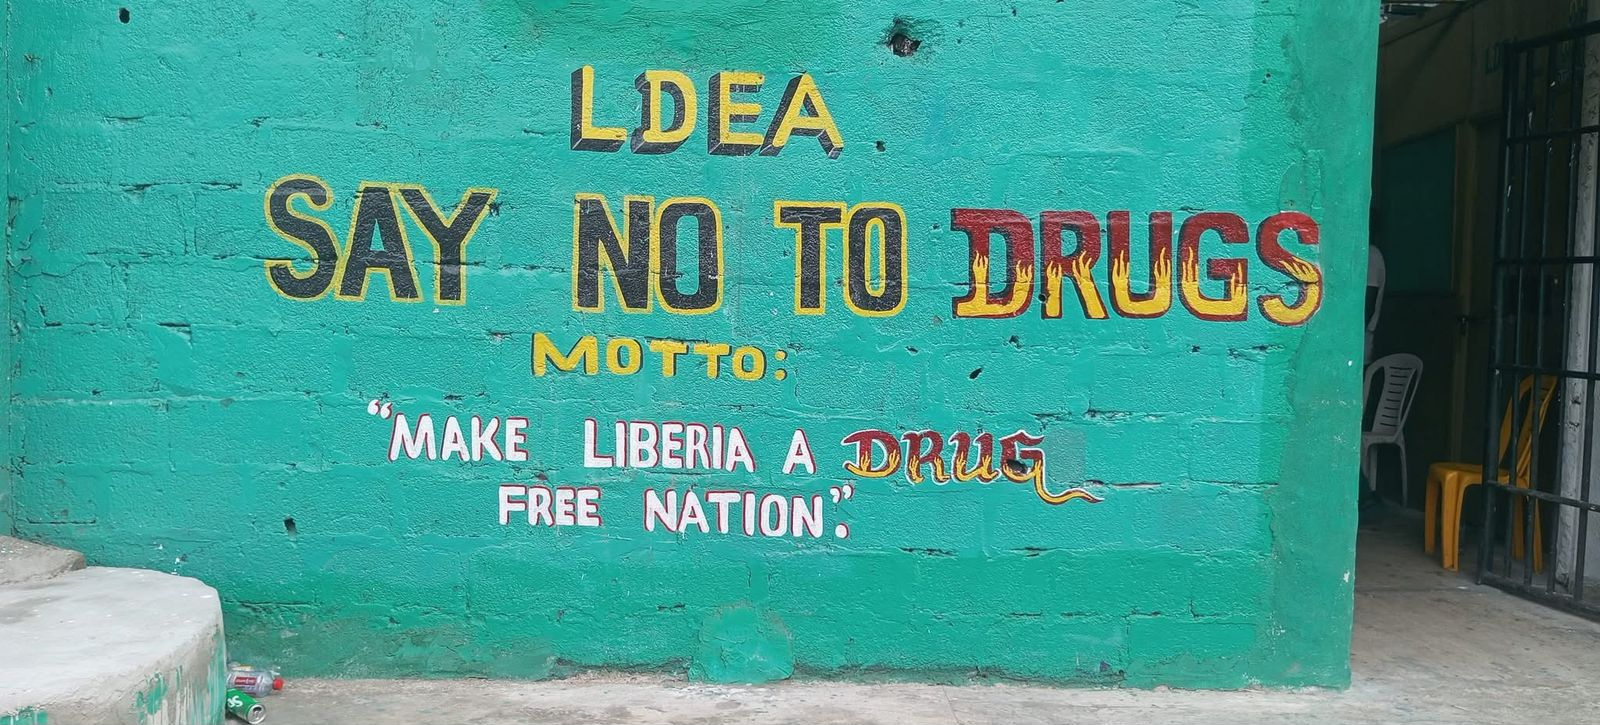 LDEA
SAY NO TO DRUGS
MOTTO:
"MAKE LIBERIA A DRUG
FREE NATION".